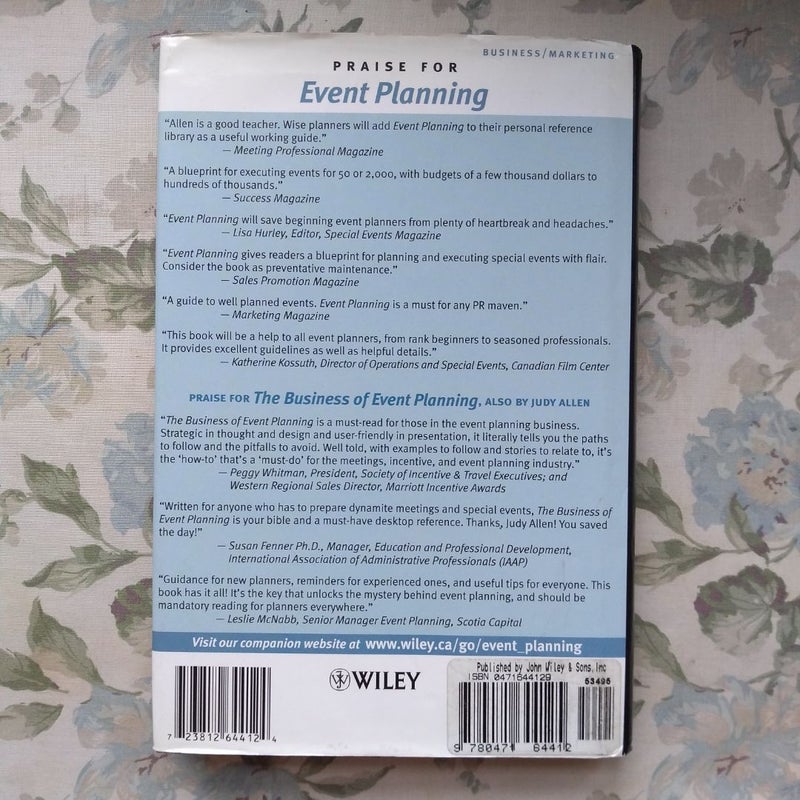 BUSINESS/MARKETING
PRAISE FOR
Event Planning
“Allen is a good teacher. Wise planners will add Event Planning to their personal reference
library as a useful working guide.”
— Meeting Professional Magazine
“A blueprint for executing events for 50 or 2,000, with budgets of a few thousand dollars to
hundreds of thousands.”
— Success Magazine
“Event Planning will save beginning event planners from plenty of heartbreak and headaches.”
— Lisa Hurley, Editor, Special Events Magazine
“Event Planning gives readers a blueprint for planning and executing special events with flair.
Consider the book as preventative maintenance.”
— Sales Promotion Magazine
“A guide to well planned events. Event Planning is a must for any PR maven.”
— Marketing Magazine
“This book will be a help to all event planners, from rank beginners to seasoned professionals.
It provides excellent guidelines as well as helpful details.”
— Katherine Kossuth, Director of Operations and Special Events, Canadian Film Center
PRAISE FOR The Business of Event Planning, ALSO BY JUDY ALLEN
“The Business of Event Planning is a must-read for those in the event planning business.
Strategic in thought and design and user-friendly in presentation, it literally tells you the paths
to follow and the pitfalls to avoid. Well told, with examples to follow and stories to relate to, it’s
the ‘how-to’ that’s a ‘must-do’ for the meetings, incentive, and event planning industry.”
— Peggy Whitman, President, Society of Incentive & Travel Executives; and
Western Regional Sales Director, Marriott Incentive Awards
“Written for anyone who has to prepare dynamite meetings and special events, The Business of
Event Planning is your bible and a must-have desktop reference. Thanks, Judy Allen! You saved
the day!”
— Susan Fenner Ph.D., Manager, Education and Professional Development,
International Association of Administrative Professionals (IAAP)
“Guidance for new planners, reminders for experienced ones, and useful tips for everyone. This
book has it all! It’s the key that unlocks the mystery behind event planning, and should be
mandatory reading for planners everywhere.”
— Leslie McNabb, Senior Manager Event Planning, Scotia Capital
Visit our companion website at www.wiley.ca/go/event_planning
7 23812 64412 4
WILEY
Published by John Wiley & Sons, Inc
ISBN 0471644129
53495
9 780471 64412